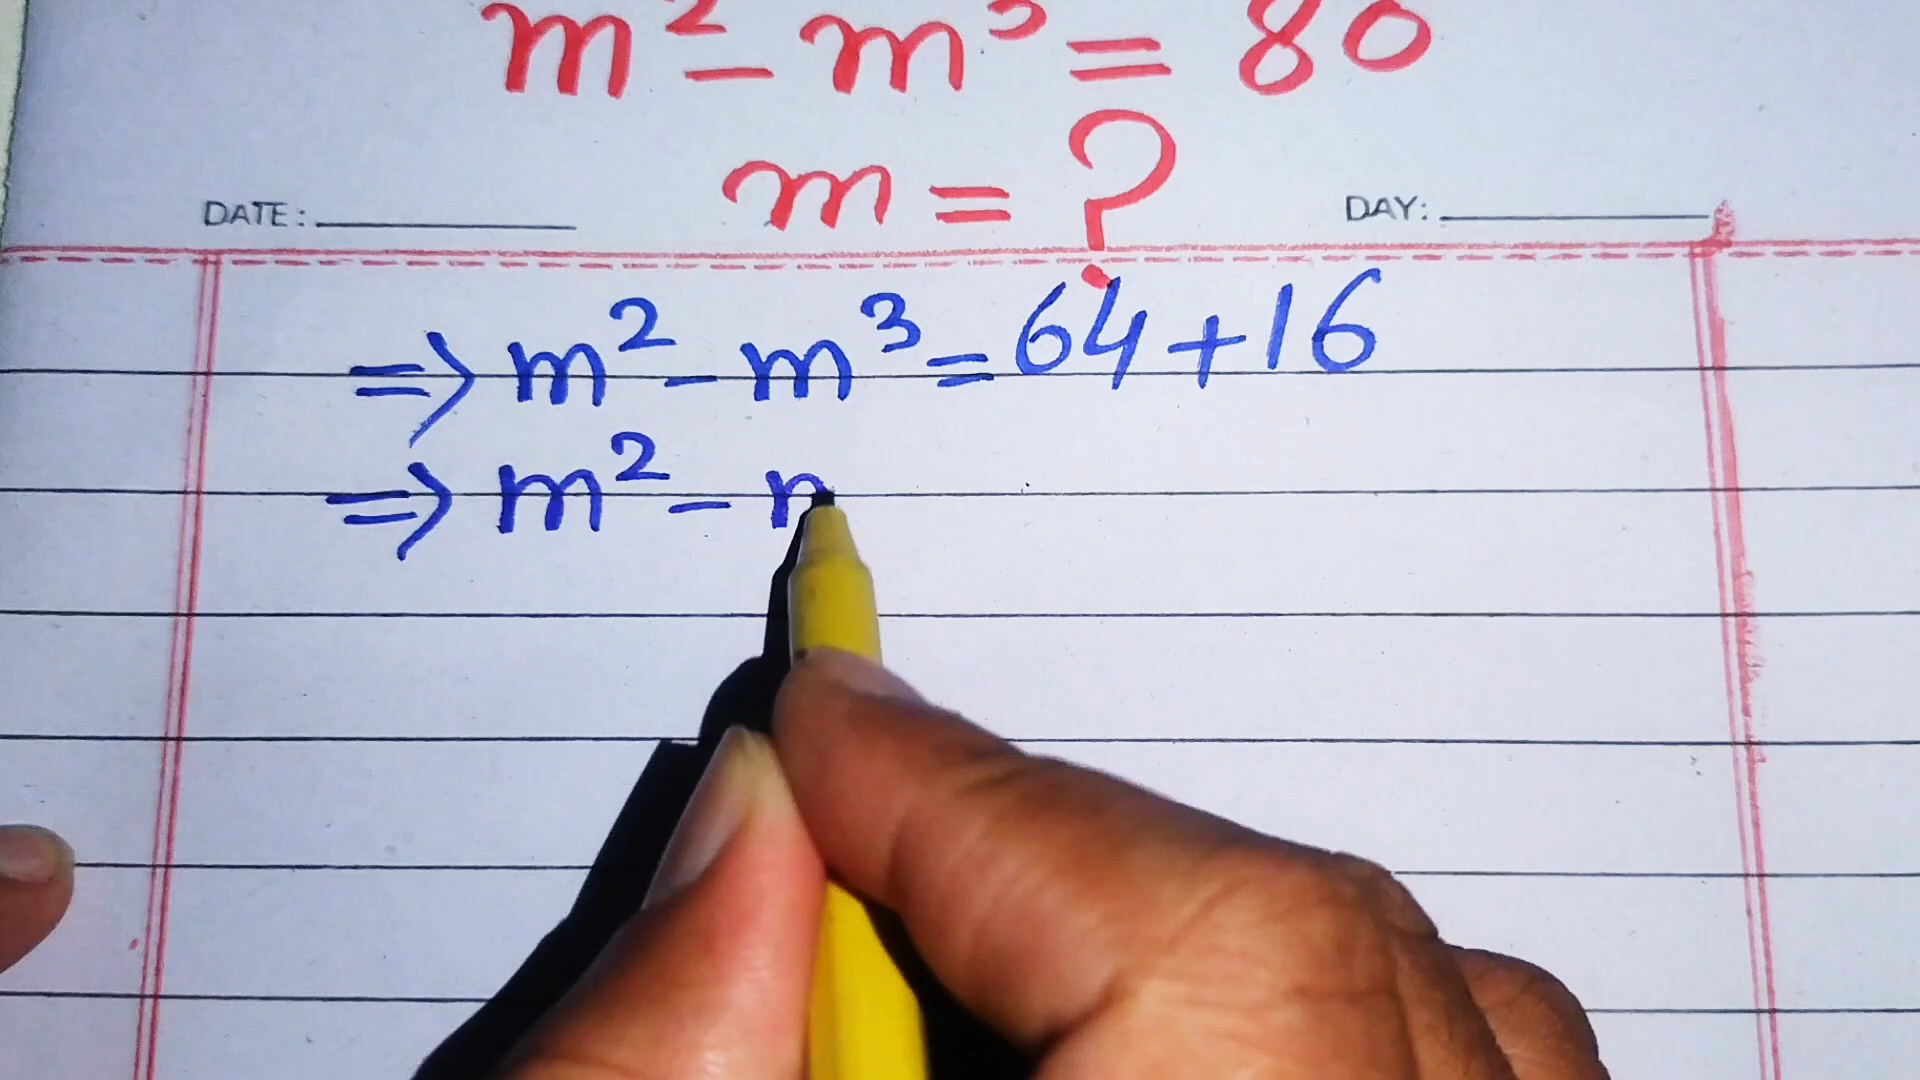 m² - m³ = 80
m = ?
DATE:
DAY:
=> m² - m³ = 64 + 16
=> m² -